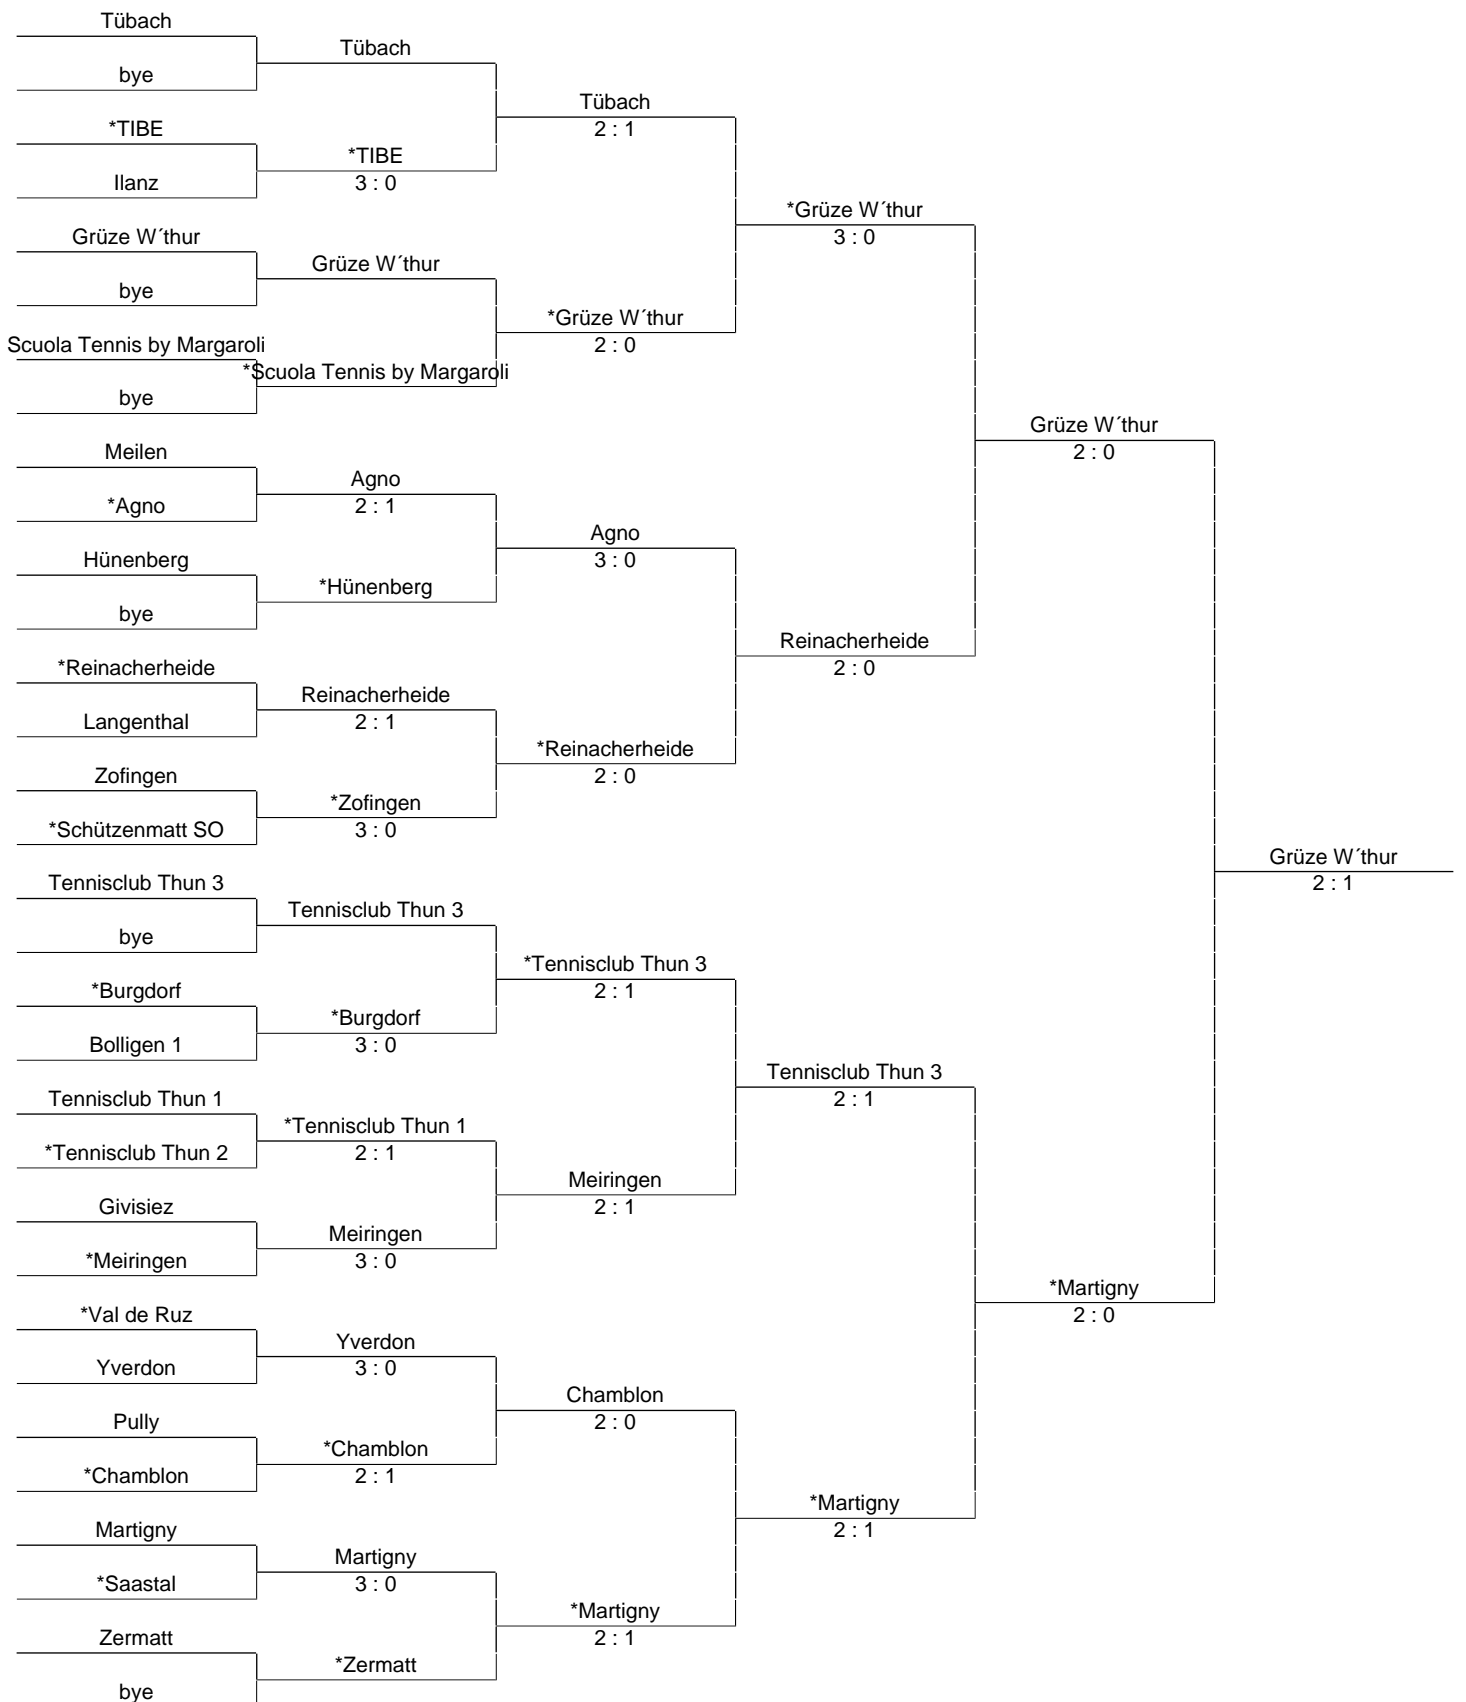 Tübach
bye
*TIBE
Ilanz
Grüze W´thur
bye
Scuola Tennis by Margaroli
bye
Meilen
*Agno
Hünenberg
bye
*Reinacherheide
Langenthal
Zofingen
*Schützenmatt SO
Tennisclub Thun 3
bye
*Burgdorf
Bolligen 1
Tennisclub Thun 1
*Tennisclub Thun 2
Givisiez
*Meiringen
*Val de Ruz
Yverdon
Pully
*Chamblon
Martigny
*Saastal
Zermatt
bye
Tübach
*TIBE
3 : 0
Grüze W´thur
*Scuola Tennis by Margaroli
Agno
2 : 1
*Hünenberg
Reinacherheide
2 : 1
*Zofingen
3 : 0
Tennisclub Thun 3
*Burgdorf
3 : 0
*Tennisclub Thun 1
2 : 1
Meiringen
3 : 0
Yverdon
3 : 0
*Chamblon
2 : 1
Martigny
3 : 0
*Zermatt
Tübach
2 : 1
*Grüze W´thur
2 : 0
Agno
3 : 0
*Reinacherheide
2 : 0
*Tennisclub Thun 3
2 : 1
Meiringen
2 : 1
Chamblon
2 : 0
*Martigny
2 : 1
*Grüze W´thur
3 : 0
Reinacherheide
2 : 0
Tennisclub Thun 3
2 : 1
*Martigny
2 : 1
Grüze W´thur
2 : 0
*Martigny
2 : 0
Grüze W´thur
2 : 1